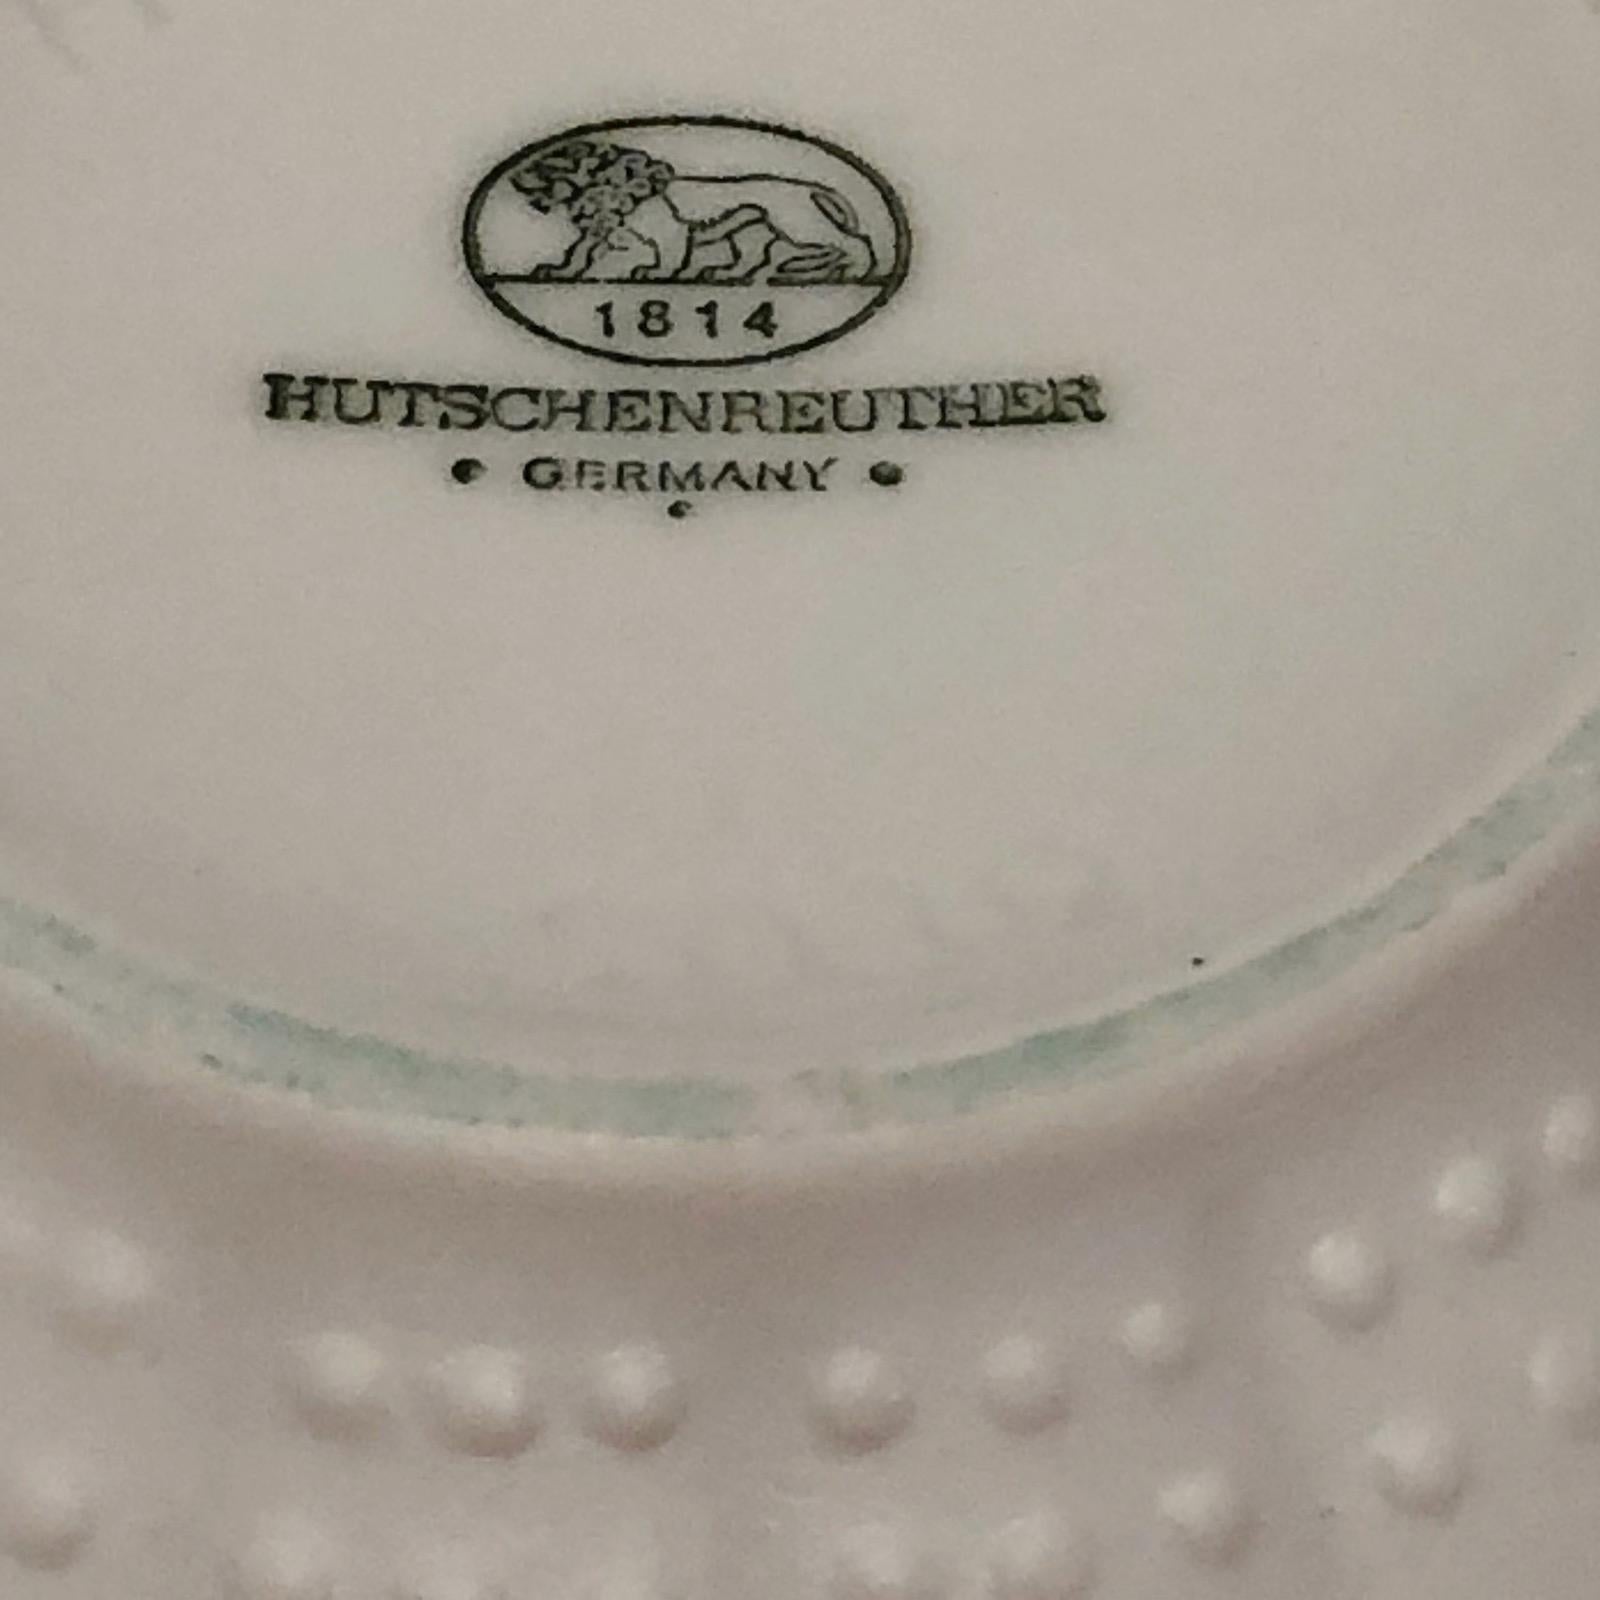 1814
HUTSCHENREUTHER
• GERMANY •